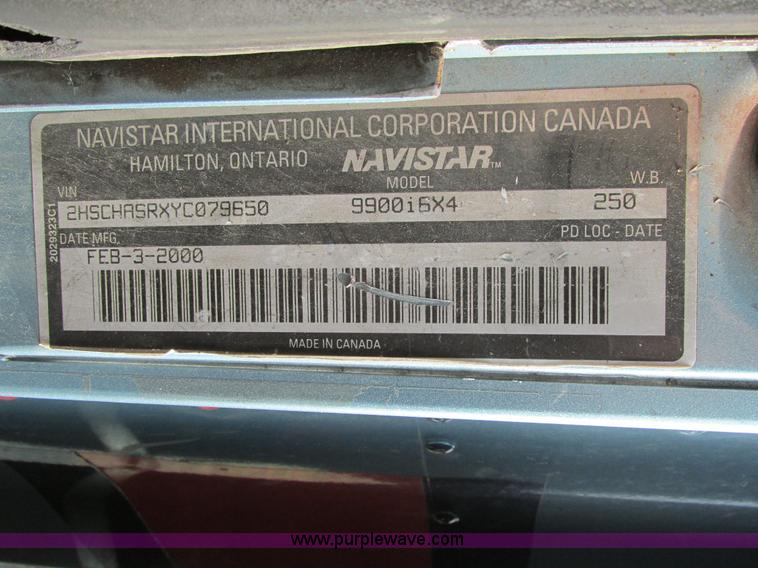 NAVISTAR INTERNATIONAL CORPORATION CANADA
HAMILTON, ONTARIO NAVISTAR™
VIN MODEL W.B.
2HSCHASRXYC079650 9900i6X4 250
DATE MFG. PD LOC - DATE
FEB-3-2000
MADE IN CANADA
2029323C1
www.purplewave.com